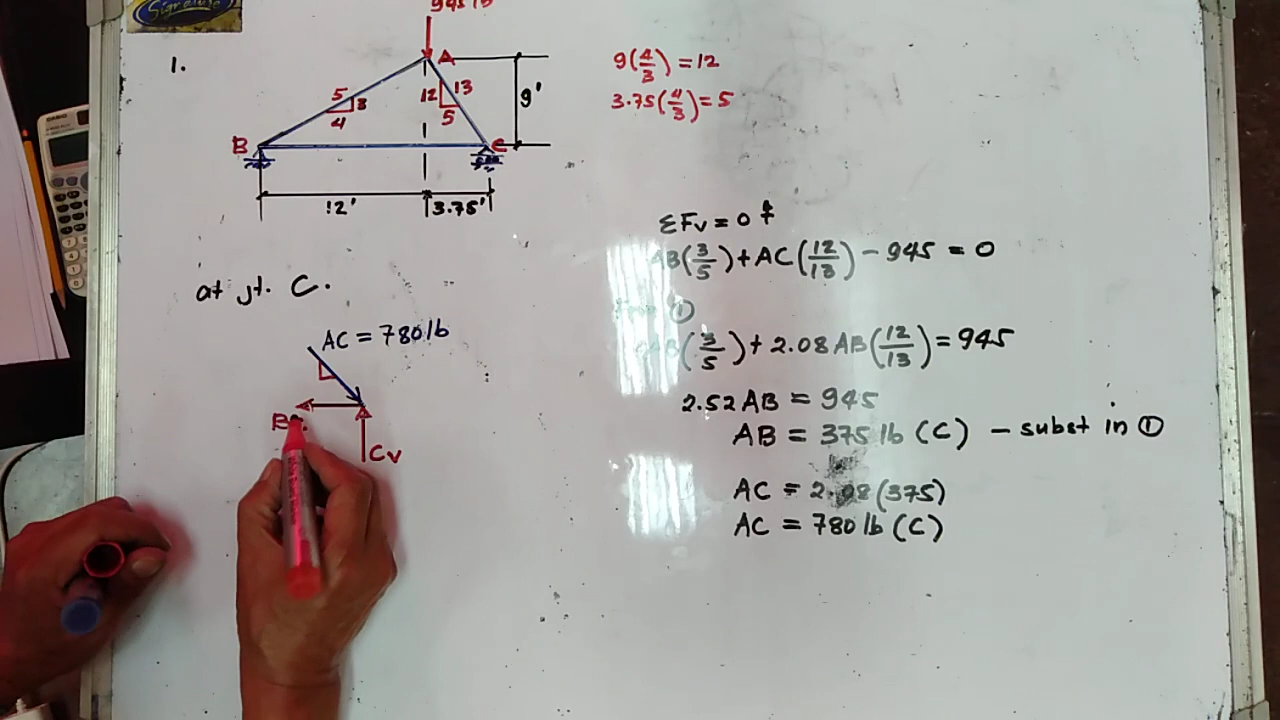 Signature
945 lb
1.
A
5
3
4
12
13
5
9'
B
C
12'
3.75'
9(4/3) = 12
3.75(4/3) = 5
ΣFv = 0
AB(3/5) + AC(12/13) - 945 = 0
①
AB(3/5) + 2.08 AB(12/13) = 945
2.52 AB = 945
AB = 375 lb (C) - subst in ①
AC = 2.08(375)
AC = 780 lb (C)
at jt. C.
AC = 780 lb
B
Cv